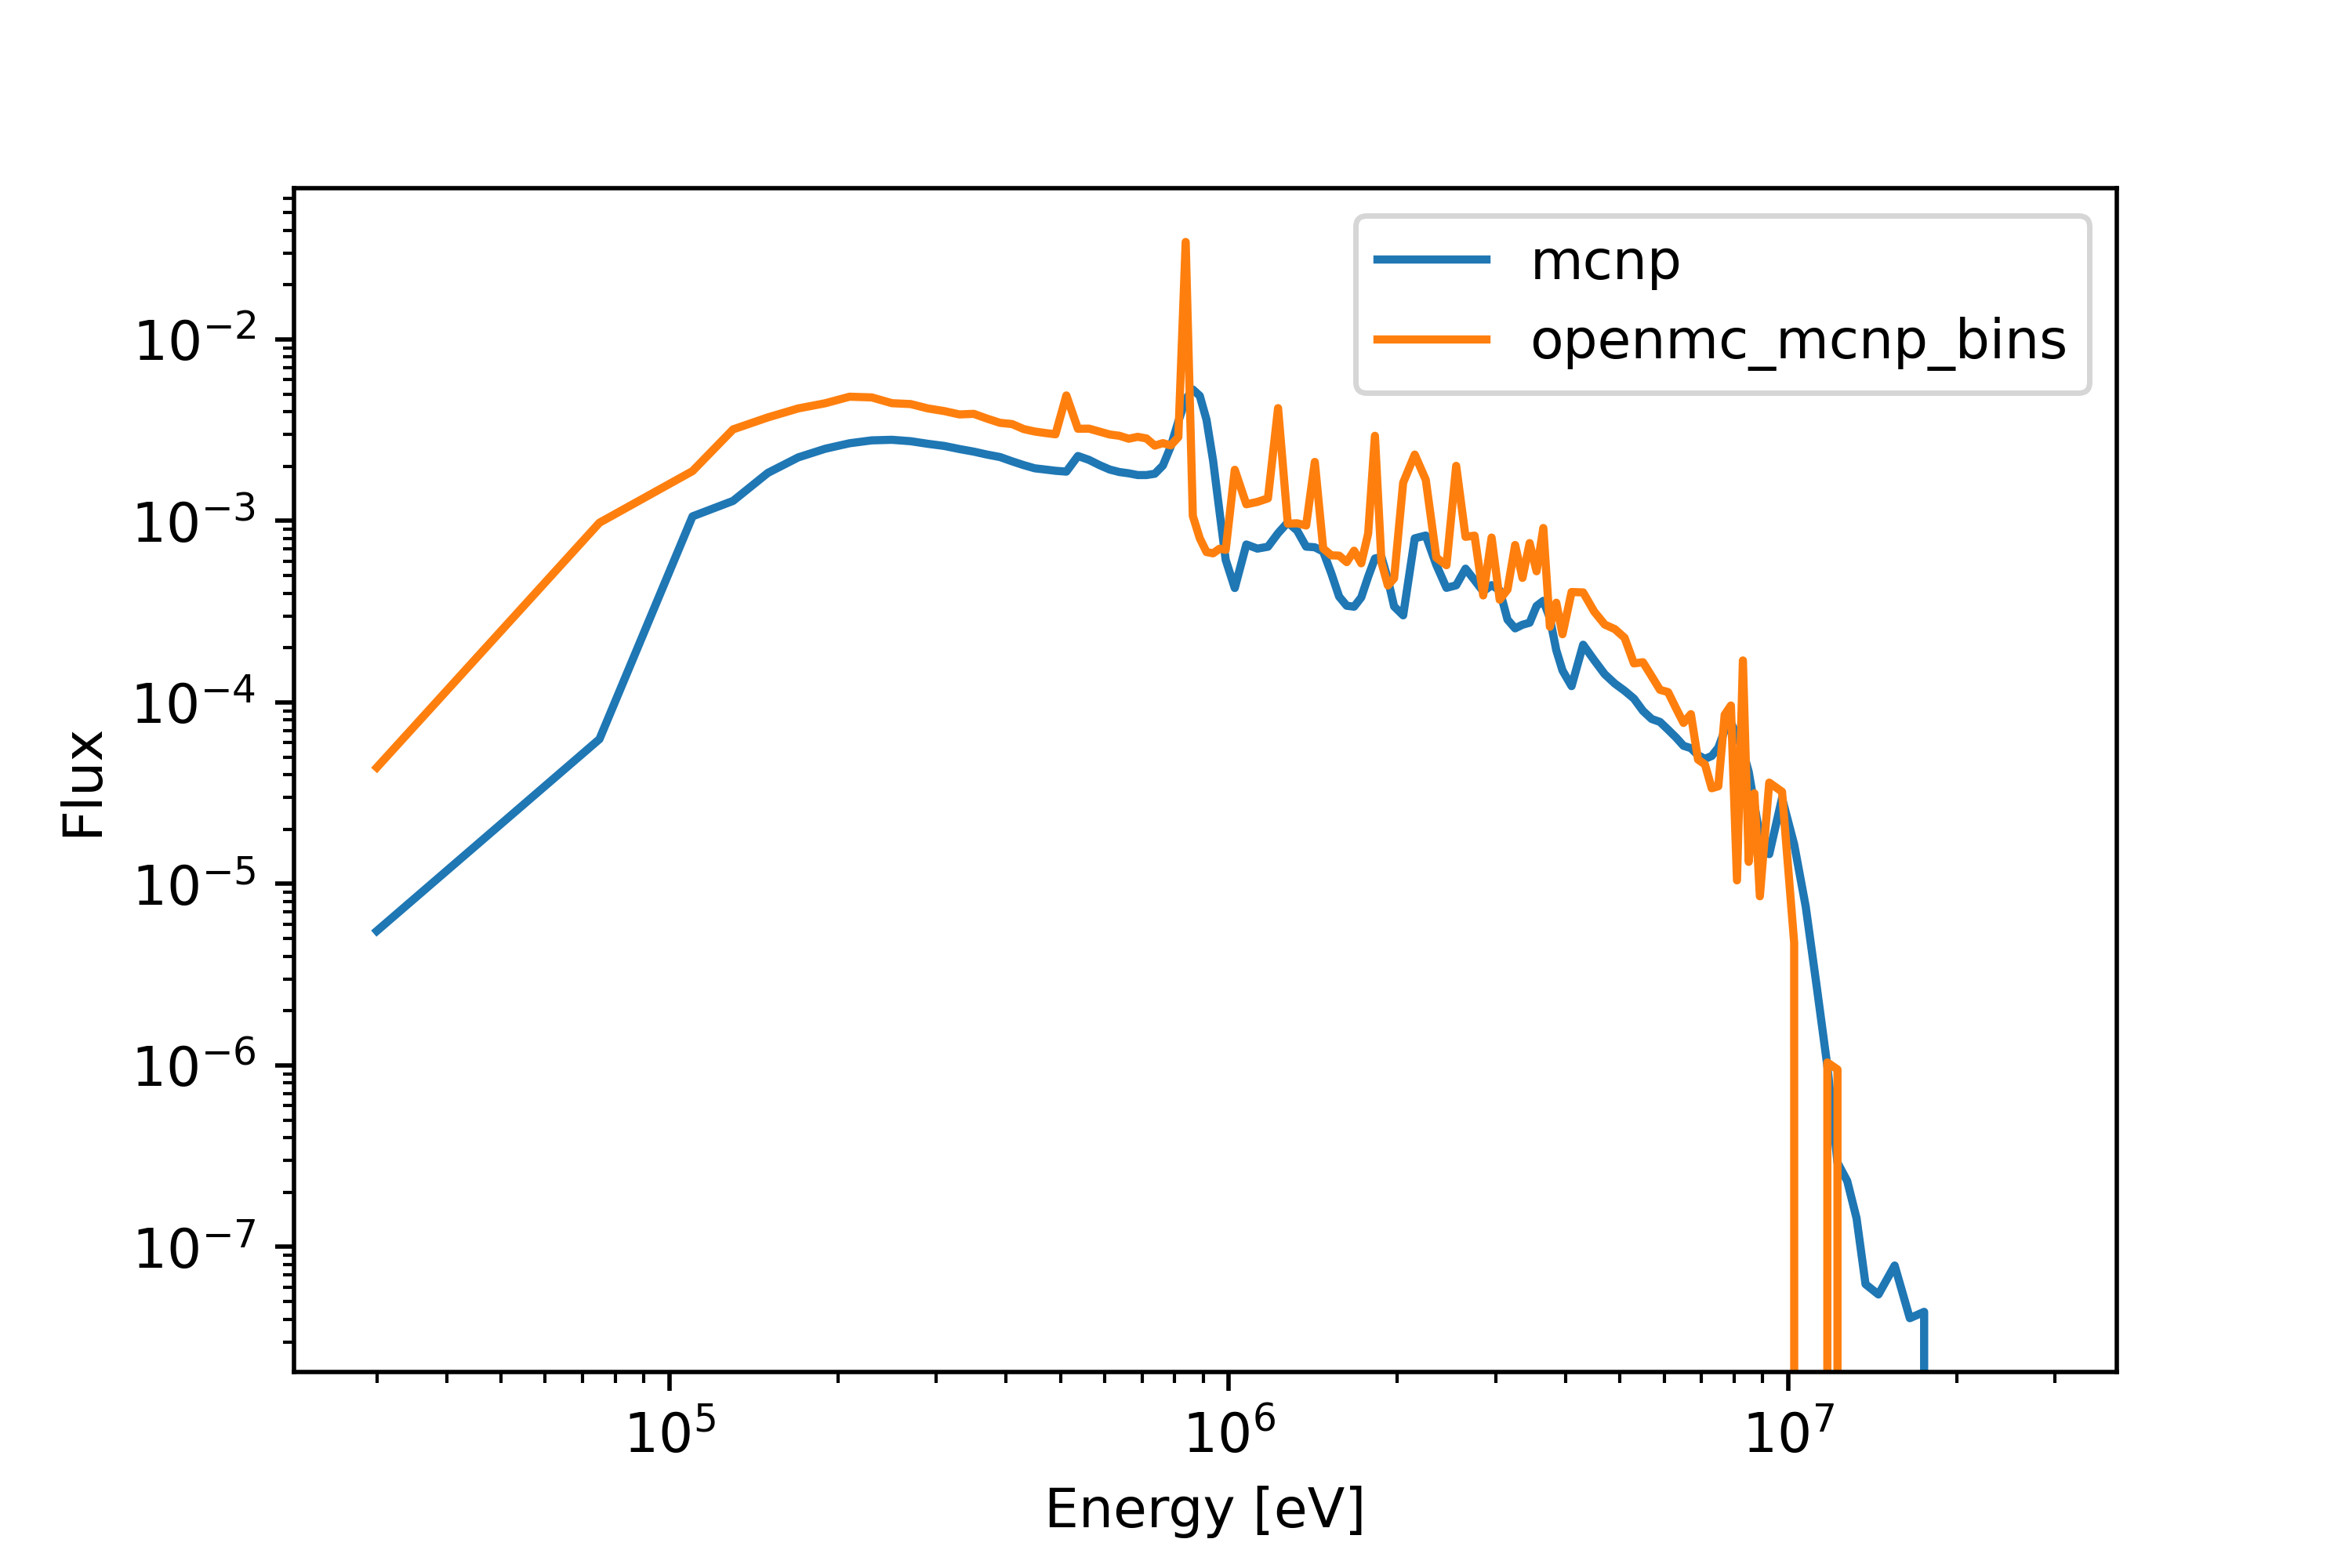 mcnp
openmc_mcnp_bins
10⁻²
10⁻³
10⁻⁴
10⁻⁵
10⁻⁶
10⁻⁷
Flux
10⁵ 10⁶ 10⁷
Energy [eV]